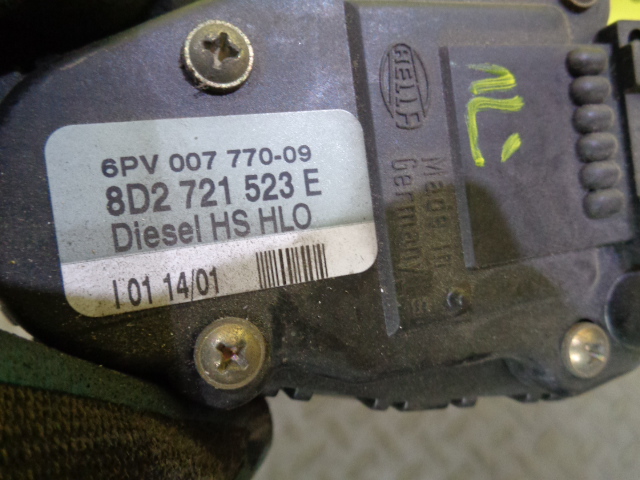 6PV 007 770-09
8D2 721 523 E
Diesel HS HLO
I 01 14/01
HELLA
Made in
Germany